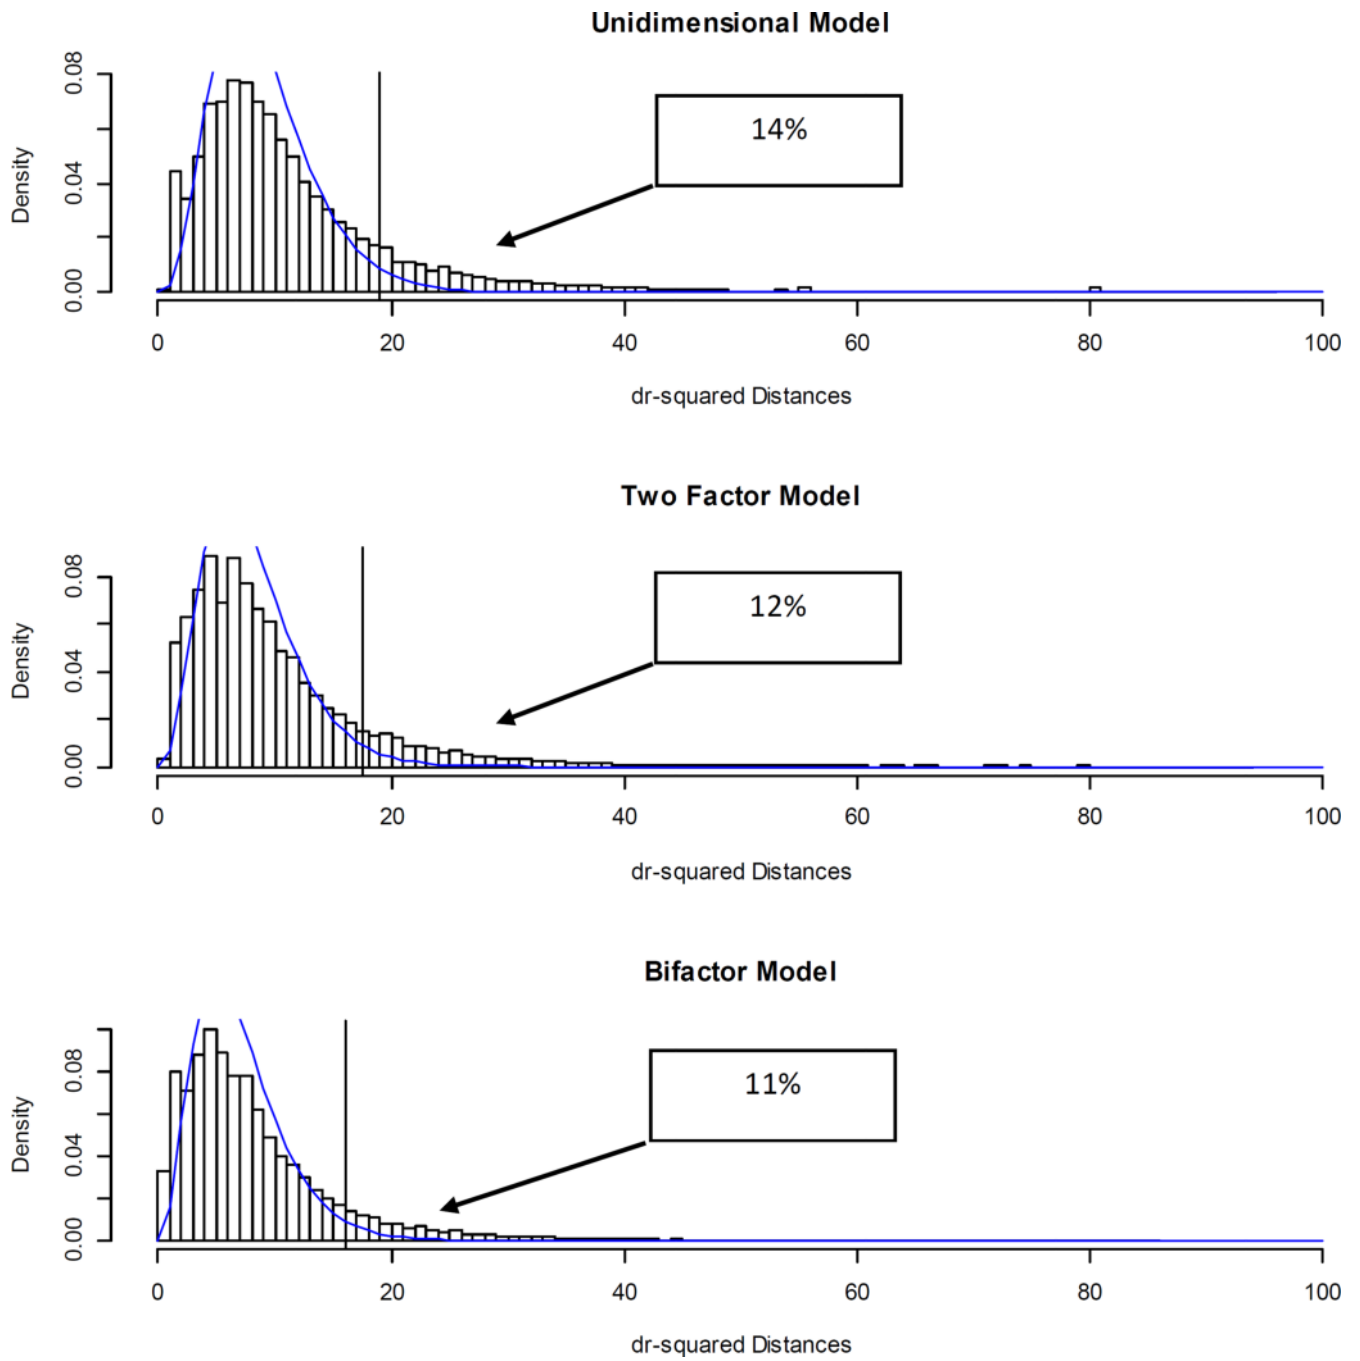 Unidimensional Model
0.08
0.04
0.00
Density
14%
0 20 40 60 80 100
dr-squared Distances
Two Factor Model
0.08
0.04
0.00
Density
12%
0 20 40 60 80 100
dr-squared Distances
Bifactor Model
0.08
0.04
0.00
Density
11%
0 20 40 60 80 100
dr-squared Distances